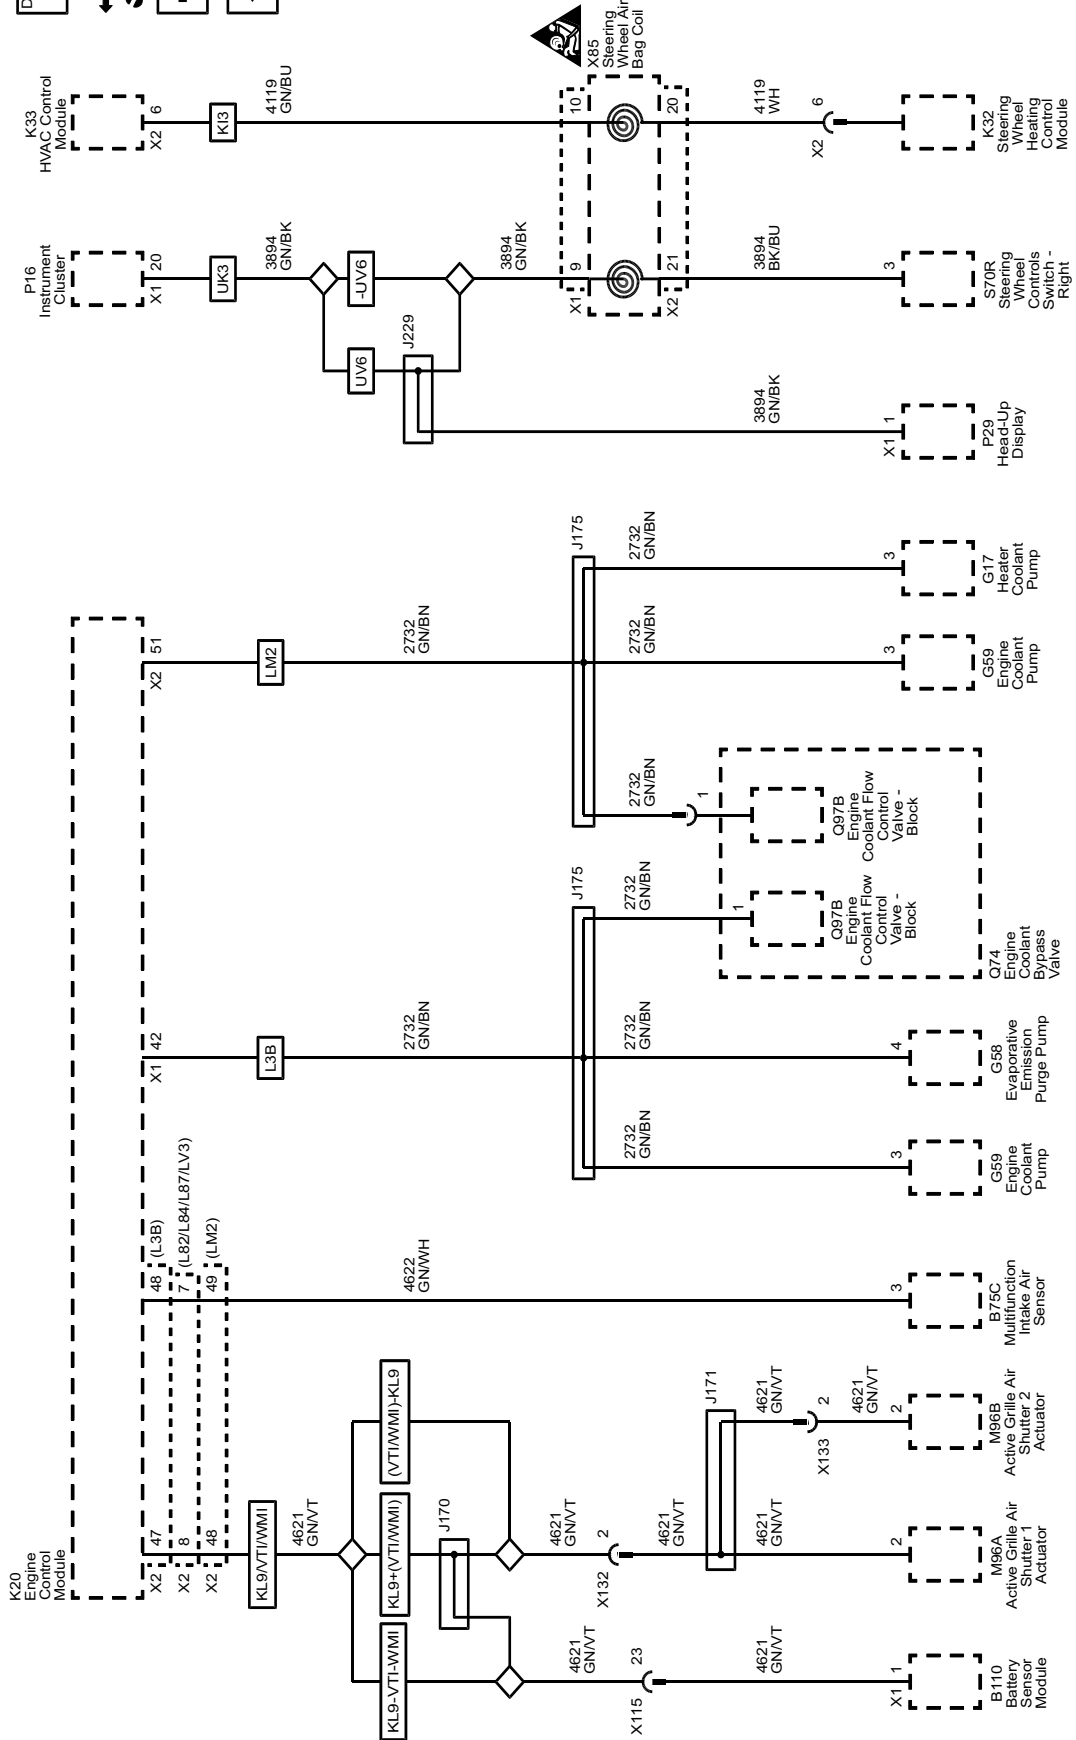 K20
Engine
Control
Module
X2 47
X2 8
X2 48
48 (L3B)
7 (L82/L84/L87/LV3)
49 (LM2)
KL9/VTI/WMI
4621
GN/VT
KL9-VTI-WMI
KL9+(VTI/WMI)
(VTI/WMI)-KL9
J170
4621
GN/VT
X115 23
4621
GN/VT
X1 1
B110
Battery
Sensor
Module
4621
GN/VT
X132 2
4621
GN/VT
J171
4621
GN/VT
2
M96A
Active Grille Air
Shutter 1
Actuator
4621
GN/VT
X133 2
4621
GN/VT
2
M96B
Active Grille Air
Shutter 2
Actuator
4622
GN/WH
3
B75C
Multifunction
Intake Air
Sensor
X1 42
L3B
2732
GN/BN
J175
2732
GN/BN
3
G59
Engine
Coolant
Pump
2732
GN/BN
4
G58
Evaporative
Emission
Purge Pump
2732
GN/BN
1
Q97B
Engine
Coolant Flow
Control
Valve -
Block
Q74
Engine
Coolant
Bypass
Valve
X2 51
LM2
2732
GN/BN
J175
2732
GN/BN
1
Q97B
Engine
Coolant Flow
Control
Valve -
Block
2732
GN/BN
3
G59
Engine
Coolant
Pump
2732
GN/BN
3
G17
Heater
Coolant
Pump
P16
Instrument
Cluster
X1 20
UK3
3894
GN/BK
UV6
-UV6
J229
3894
GN/BK
X1 1
P29
Head-Up
Display
3894
GN/BK
X1 9
X2 21
3894
BK/BU
3
S70R
Steering
Wheel
Controls
Switch -
Right
K33
HVAC Control
Module
X2 6
KI3
4119
GN/BU
10
20
X85
Steering
Wheel Air
Bag Coil
4119
WH
X2 6
K32
Steering
Wheel
Heating
Control
Module